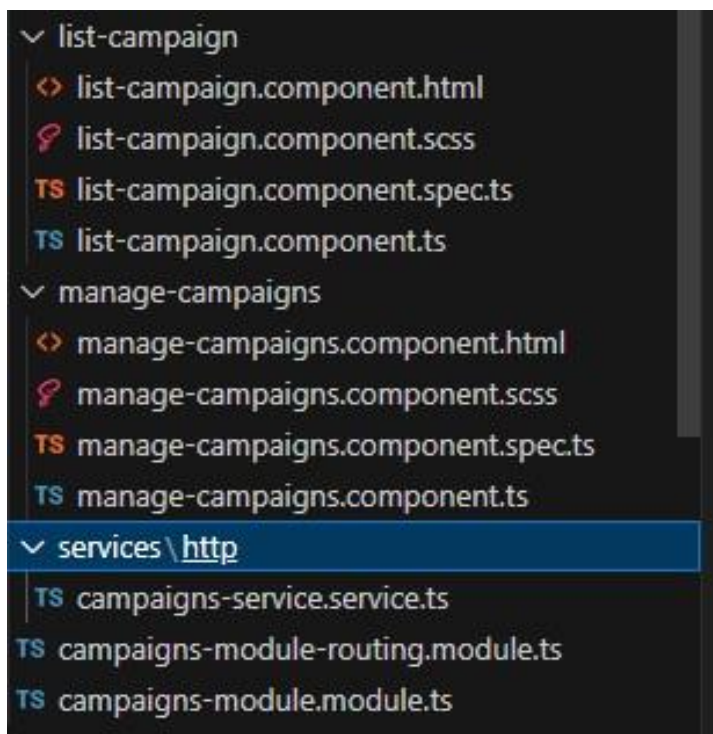 list-campaign
<> list-campaign.component.html
list-campaign.component.scss
TS list-campaign.component.spec.ts
TS list-campaign.component.ts
manage-campaigns
<> manage-campaigns.component.html
manage-campaigns.component.scss
TS manage-campaigns.component.spec.ts
TS manage-campaigns.component.ts
services\http
TS campaigns-service.service.ts
TS campaigns-module-routing.module.ts
TS campaigns-module.module.ts